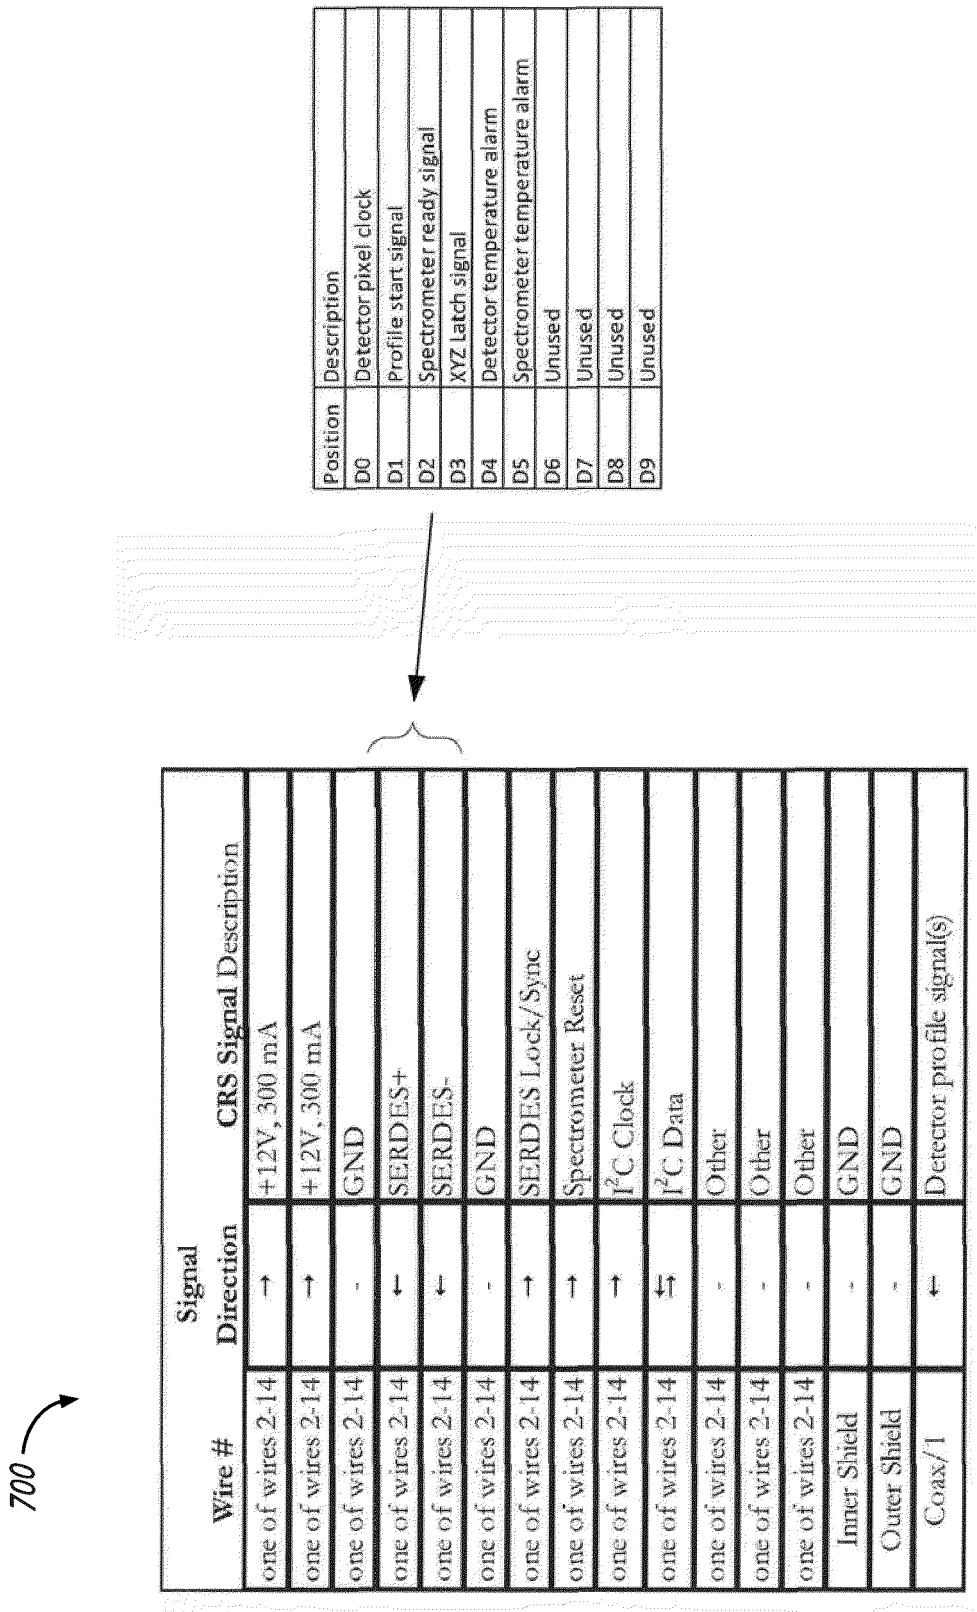 700
Wire # Signal Direction CRS Signal Description
one of wires 2-14 → +12V, 300 mA
one of wires 2-14 → +12V, 300 mA
one of wires 2-14 - GND
one of wires 2-14 ← SERDES+
one of wires 2-14 ← SERDES-
one of wires 2-14 - GND
one of wires 2-14 → SERDES Lock/Sync
one of wires 2-14 → Spectrometer Reset
one of wires 2-14 → I²C Clock
one of wires 2-14 ⇆ I²C Data
one of wires 2-14 - Other
one of wires 2-14 - Other
one of wires 2-14 - Other
Inner Shield - GND
Outer Shield - GND
Coax/1 ← Detector profile signal(s)
Position Description
D0 Detector pixel clock
D1 Profile start signal
D2 Spectrometer ready signal
D3 XYZ Latch signal
D4 Detector temperature alarm
D5 Spectrometer temperature alarm
D6 Unused
D7 Unused
D8 Unused
D9 Unused